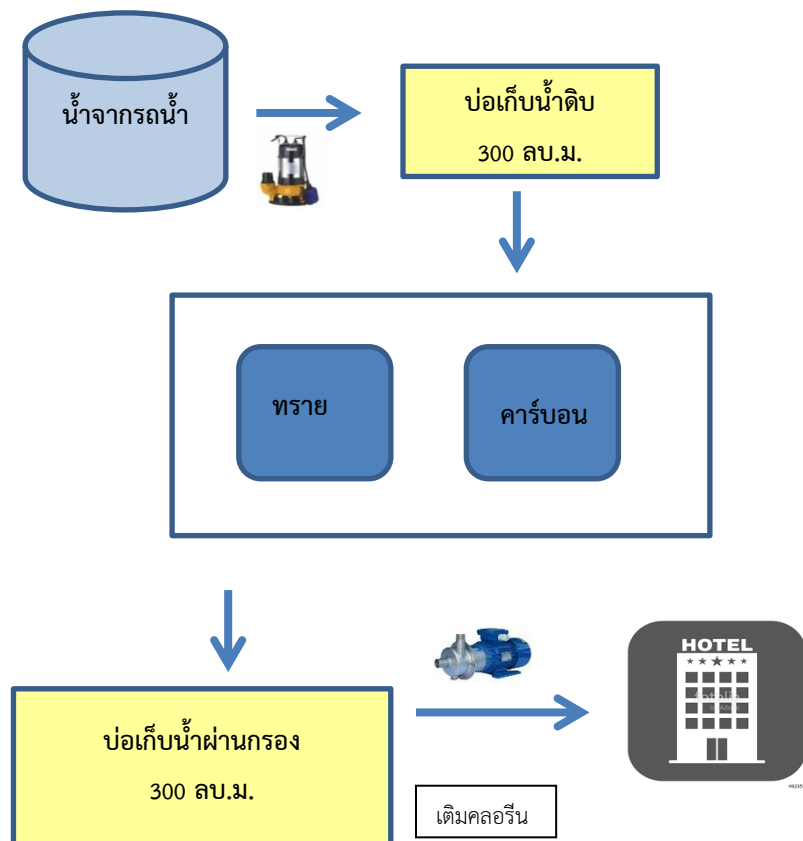 น้ำจากรถน้ำ
บ่อเก็บน้ำดิบ
300 ลบ.ม.
ทราย
คาร์บอน
HOTEL
บ่อเก็บน้ำผ่านกรอง
300 ลบ.ม.
เติมคลอรีน